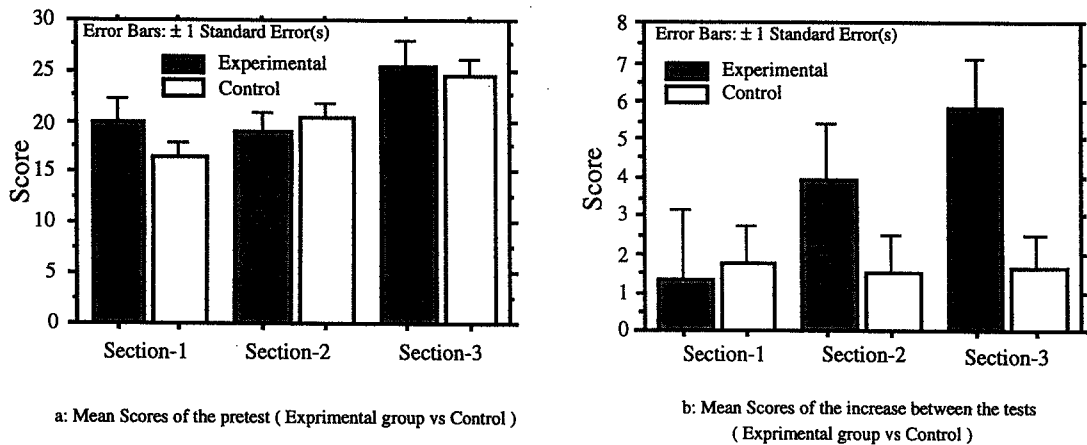 Error Bars: ± 1 Standard Error(s)
Experimental
Control
Score
30
25
20
15
10
5
0
Section-1 Section-2 Section-3
a: Mean Scores of the pretest ( Exprimental group vs Control )
Error Bars: ± 1 Standard Error(s)
Experimental
Control
Score
8
7
6
5
4
3
2
1
0
Section-1 Section-2 Section-3
b: Mean Scores of the increase between the tests
( Exprimental group vs Control )